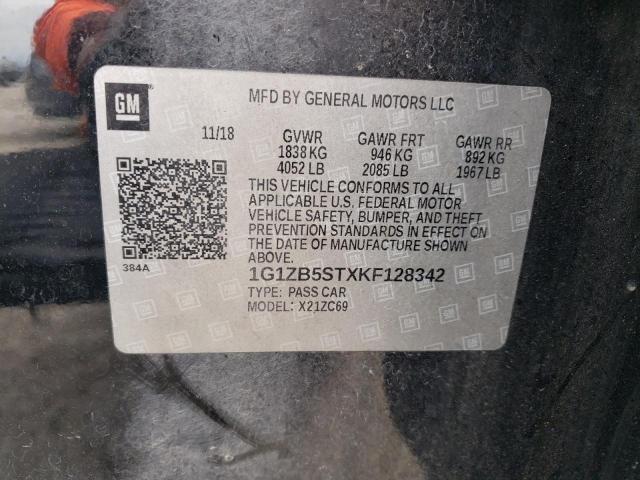 GM
MFD BY GENERAL MOTORS LLC
11/18 GVWR GAWR FRT GAWR RR
1838 KG 946 KG 892 KG
4052 LB 2085 LB 1967 LB
THIS VEHICLE CONFORMS TO ALL
APPLICABLE U.S. FEDERAL MOTOR
VEHICLE SAFETY, BUMPER, AND THEFT
PREVENTION STANDARDS IN EFFECT ON
THE DATE OF MANUFACTURE SHOWN
ABOVE.
384A
1G1ZB5STXKF128342
TYPE: PASS CAR
MODEL: X21ZC69